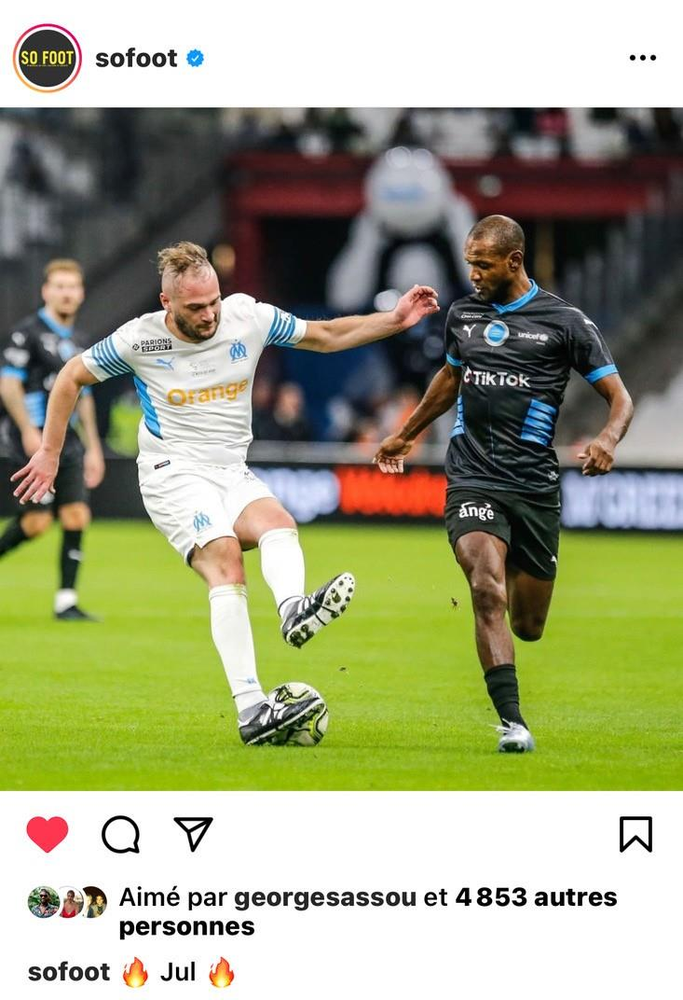 SO FOOT
sofoot
PARIONS
SPORT
Orange
unicef
TikTok
ange
Aimé par georgesassou et 4 853 autres
personnes
sofoot 🔥 Jul 🔥